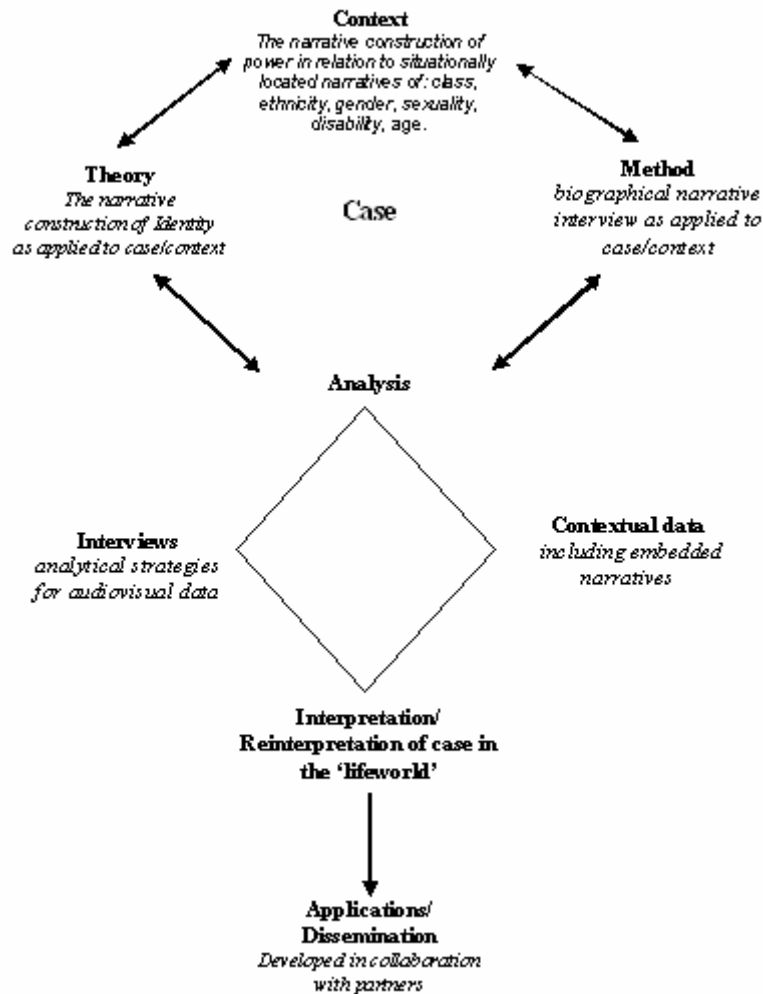 Context
The narrative construction of
power in relation to situationally
located narratives of: class,
ethnicity, gender, sexuality,
disability, age.
Theory
The narrative
construction of Identity
as applied to case/context
Case
Method
biographical narrative
interview as applied to
case/context
Analysis
Interviews
analytical strategies
for audiovisual data
Contextual data
including embedded
narratives
Interpretation/
Reinterpretation of case in
the ‘lifeworld’
Applications/
Dissemination
Developed in collaboration
with partners